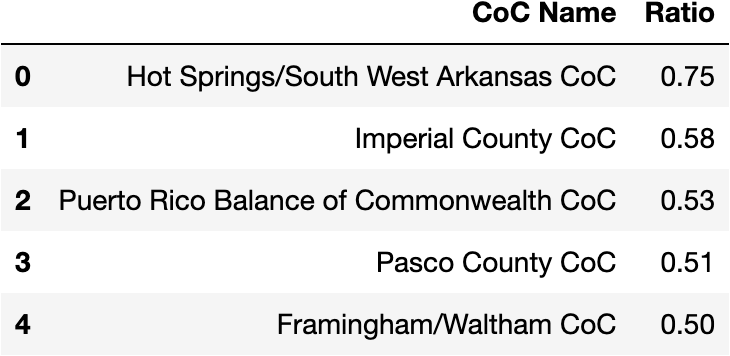 CoC Name Ratio
0 Hot Springs/South West Arkansas CoC 0.75
1 Imperial County CoC 0.58
2 Puerto Rico Balance of Commonwealth CoC 0.53
3 Pasco County CoC 0.51
4 Framingham/Waltham CoC 0.50